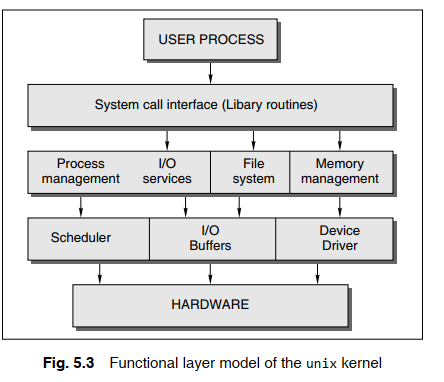 USER PROCESS
System call interface (Libary routines)
Process
management
I/O
services
File
system
Memory
management
Scheduler
I/O
Buffers
Device
Driver
HARDWARE
Fig. 5.3 Functional layer model of the unix kernel